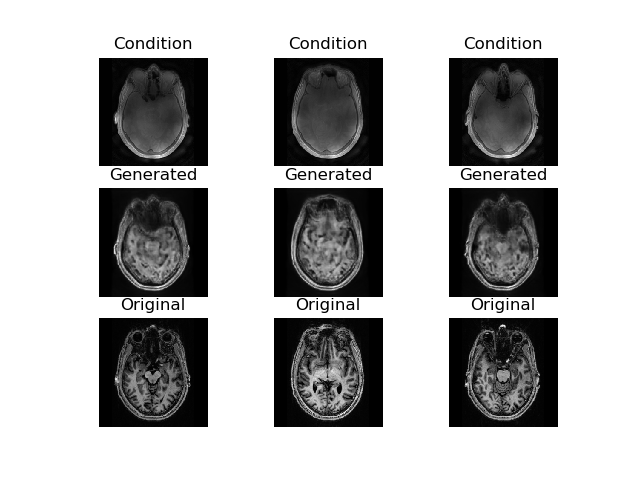 Condition Condition Condition
Generated Generated Generated
Original Original Original